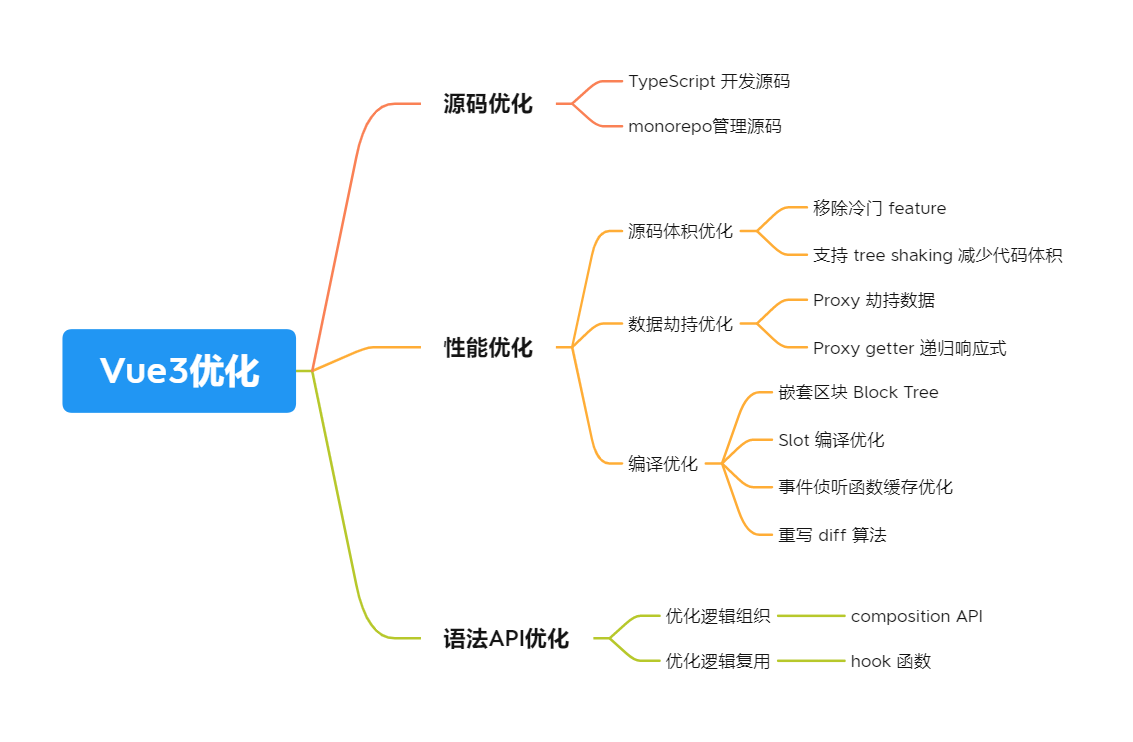 Vue3优化
源码优化
TypeScript 开发源码
monorepo管理源码
性能优化
源码体积优化
移除冷门 feature
支持 tree shaking 减少代码体积
数据劫持优化
Proxy 劫持数据
Proxy getter 递归响应式
编译优化
嵌套区块 Block Tree
Slot 编译优化
事件侦听函数缓存优化
重写 diff 算法
语法API优化
优化逻辑组织
composition API
优化逻辑复用
hook 函数